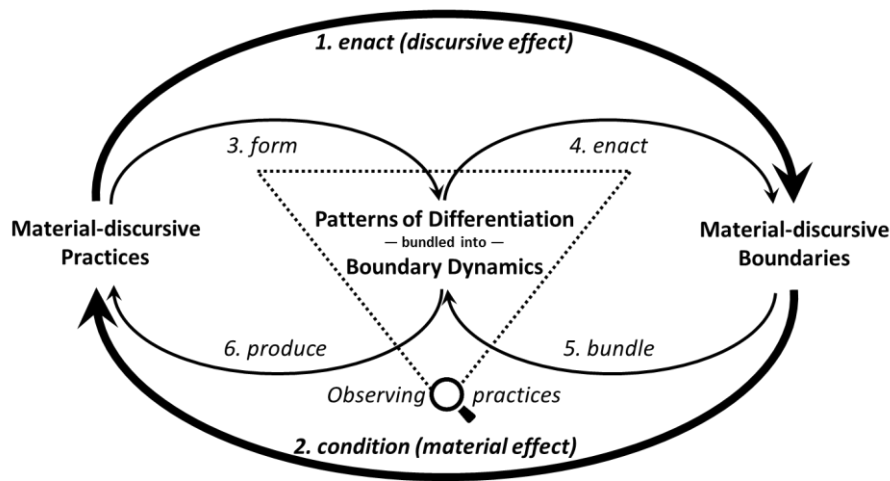 1. enact (discursive effect)
3. form
4. enact
Material-discursive
Practices
Patterns of Differentiation
— bundled into —
Boundary Dynamics
Material-discursive
Boundaries
6. produce
5. bundle
Observing practices
2. condition (material effect)